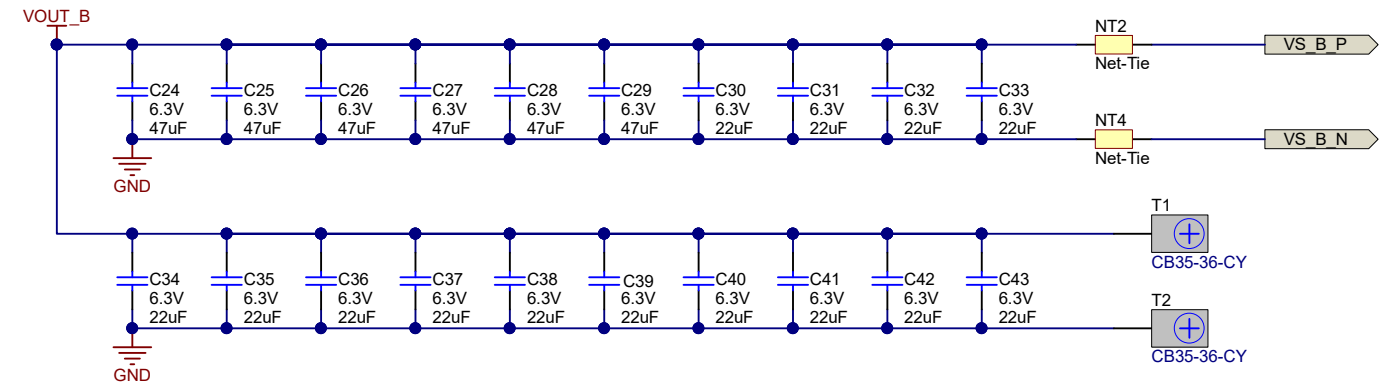 VOUT_B
NT2
VS_B_P
Net-Tie
C24 C25 C26 C27 C28 C29 C30 C31 C32 C33
6.3V 6.3V 6.3V 6.3V 6.3V 6.3V 6.3V 6.3V 6.3V 6.3V
47uF 47uF 47uF 47uF 47uF 47uF 22uF 22uF 22uF 22uF
NT4
VS_B_N
Net-Tie
GND
T1
CB35-36-CY
C34 C35 C36 C37 C38 C39 C40 C41 C42 C43
6.3V 6.3V 6.3V 6.3V 6.3V 6.3V 6.3V 6.3V 6.3V 6.3V
22uF 22uF 22uF 22uF 22uF 22uF 22uF 22uF 22uF 22uF
T2
CB35-36-CY
GND